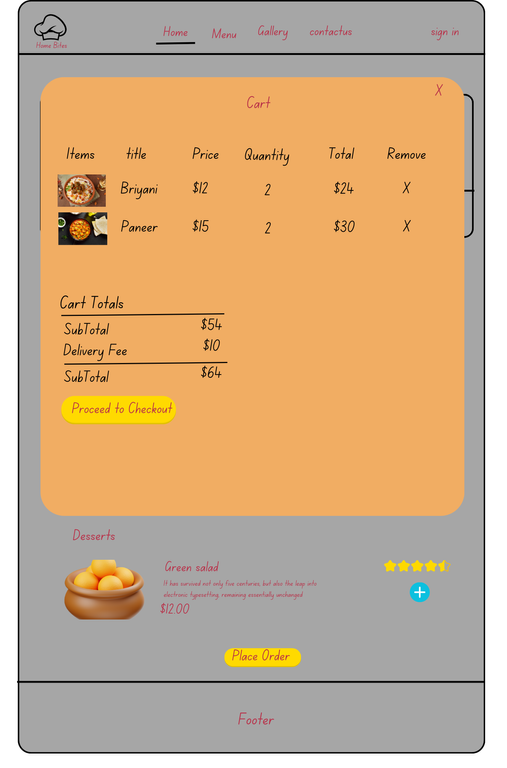 Home Bites
Home Menu Gallery contactus sign in
X
Cart
Items title Price Quantity Total Remove
Briyani $12 2 $24 X
Paneer $15 2 $30 X
Cart Totals
SubTotal $54
Delivery Fee $10
SubTotal $64
Proceed to Checkout
Desserts
Green salad
It has survived not only five centuries, but also the leap into
electronic typesetting, remaining essentially unchanged
$12.00
Place Order
Footer